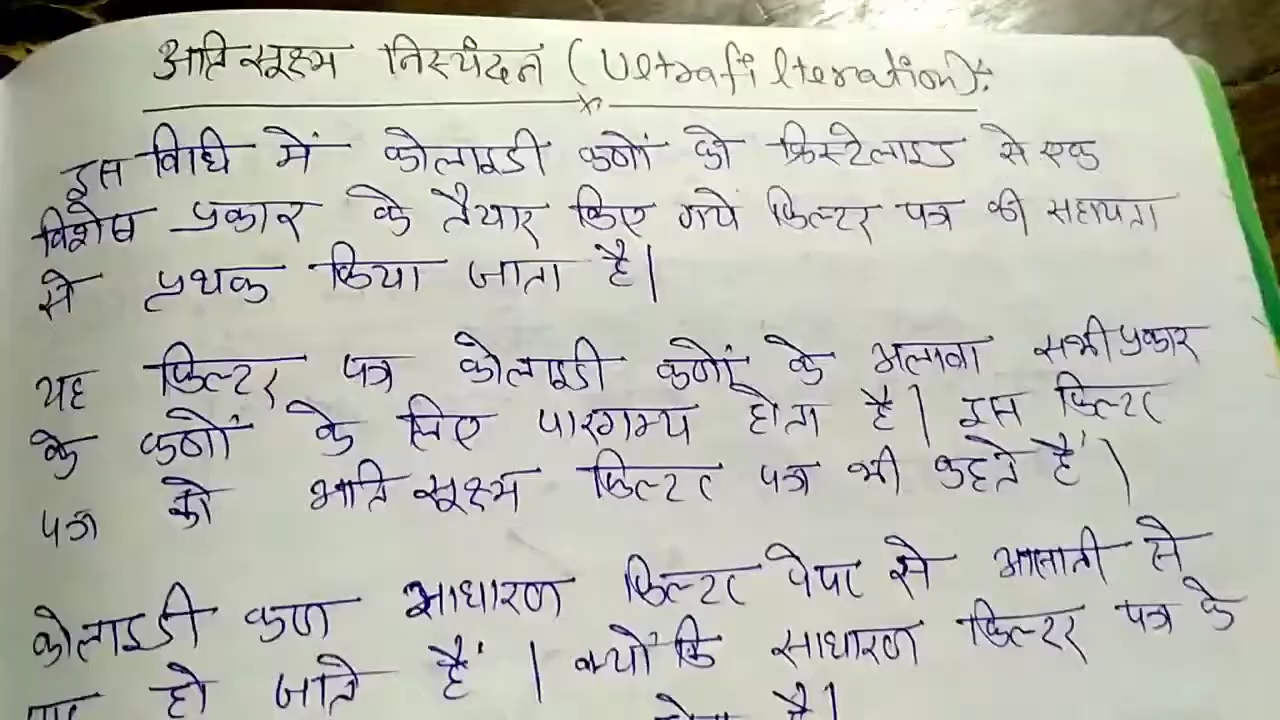 अतिसूक्ष्म निस्यंदन (Ultrafilteration):-
इस विधि में कोलाइडी कणों को क्रिस्टेलाइड से एक
विशेष प्रकार के तैयार किए गये फिल्टर पत्र की सहायता
से पृथक किया जाता है।
यह फिल्टर पत्र कोलाइडी कणों के अलावा सभी प्रकार
के कणों के लिए पारगम्य होता है। इस फिल्टर
पत्र को अति सूक्ष्म फिल्टर पत्र भी कहते हैं।
कोलाइडी कण साधारण फिल्टर पेपर से आसानी से
पार हो जाते हैं। क्योंकि साधारण फिल्टर पत्र के
है।